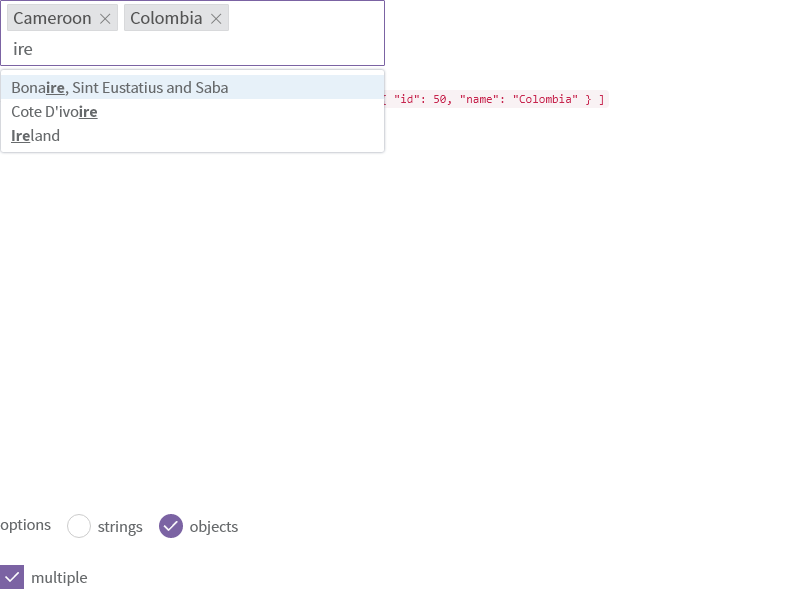 Cameroon Colombia
ire
Bonaire, Sint Eustatius and Saba
{ "id": 50, "name": "Colombia" } ]
Cote D'ivoire
Ireland
options strings objects
multiple